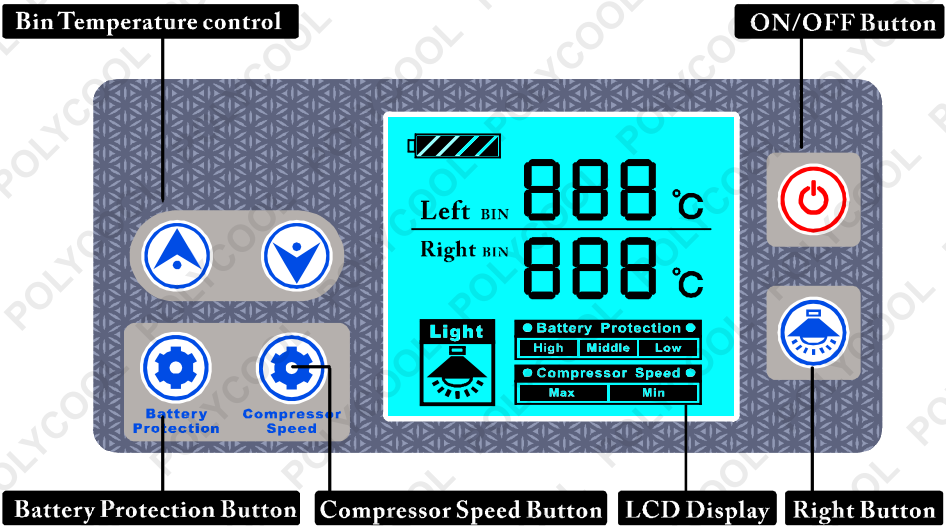 Bin Temperature control
ON/OFF Button
Left BIN 888 °C
Right BIN 888 °C
Light
Battery Protection
High Middle Low
Compressor Speed
Max Min
Battery
Protection
Compressor
Speed
Battery Protection Button
Compressor Speed Button
LCD Display
Right Button
POLYCOOL